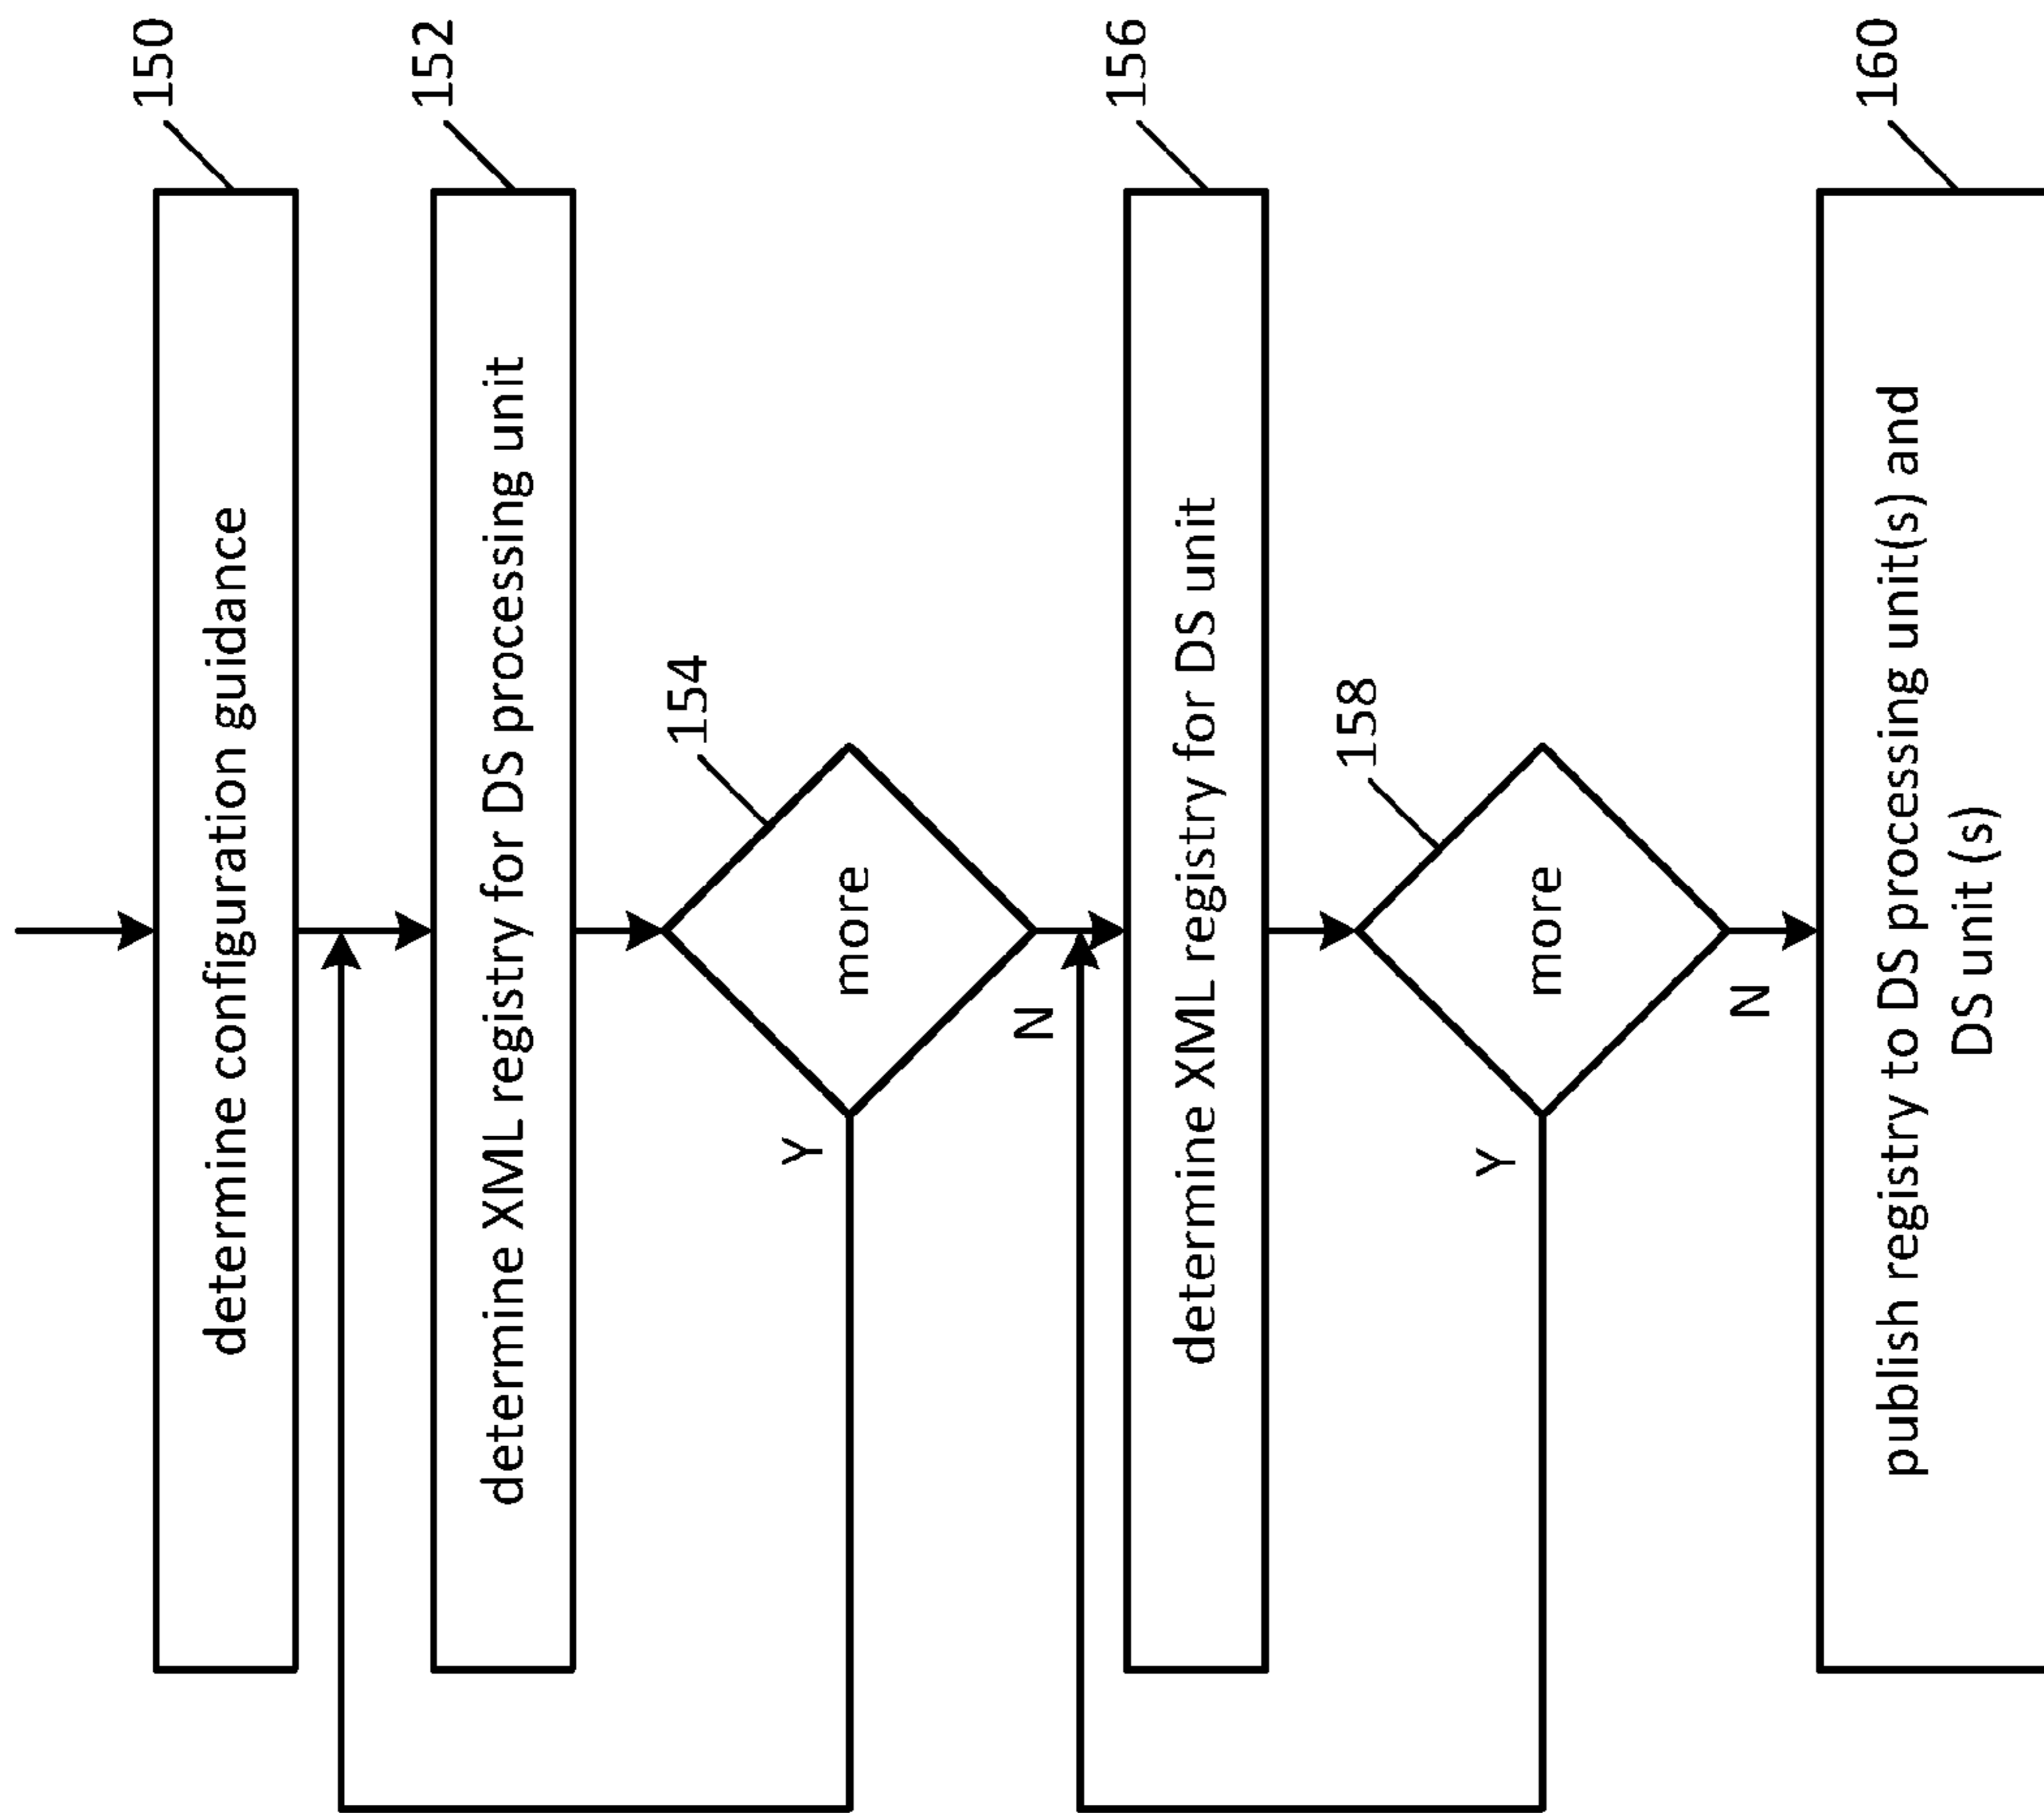 150
determine configuration guidance
152
determine XML registry for DS processing unit
154
more
Y
N
156
determine XML registry for DS unit
158
more
Y
N
160
publish registry to DS processing unit(s) and
DS unit (s)